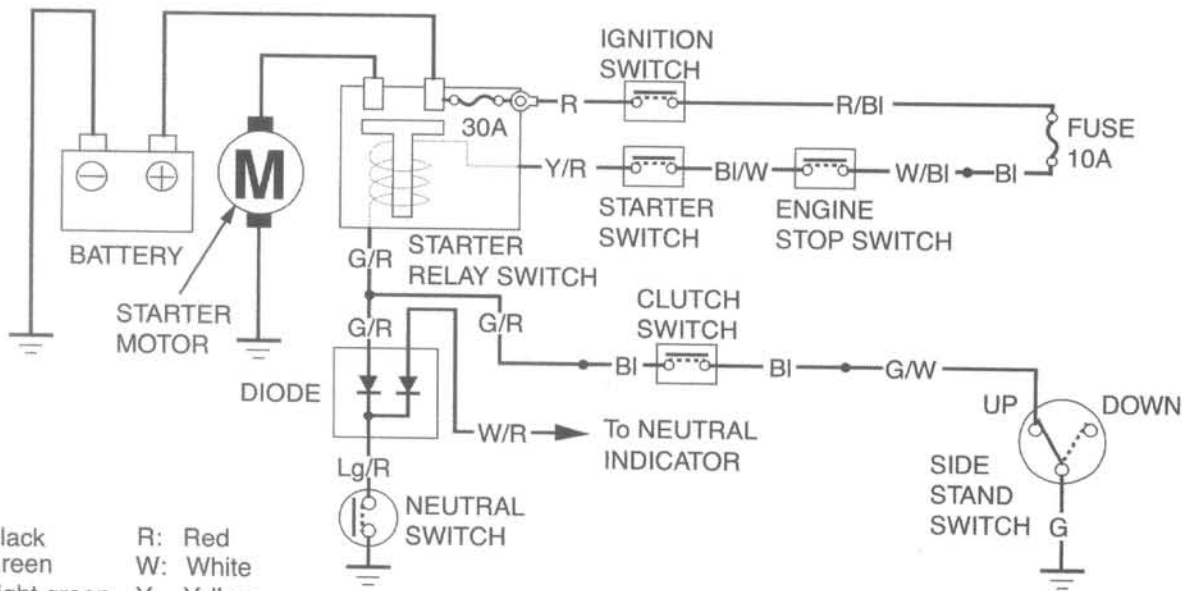 IGNITION
SWITCH
30A
R
R/Bl
FUSE
10A
Y/R
Bl/W
W/Bl
Bl
M
BATTERY
STARTER
SWITCH
ENGINE
STOP SWITCH
STARTER
RELAY SWITCH
G/R
STARTER
MOTOR
G/R
G/R
CLUTCH
SWITCH
Bl
Bl
G/W
DIODE
UP
DOWN
W/R
To NEUTRAL
INDICATOR
Lg/R
SIDE
STAND
SWITCH
G
NEUTRAL
SWITCH
R: Red
W: White